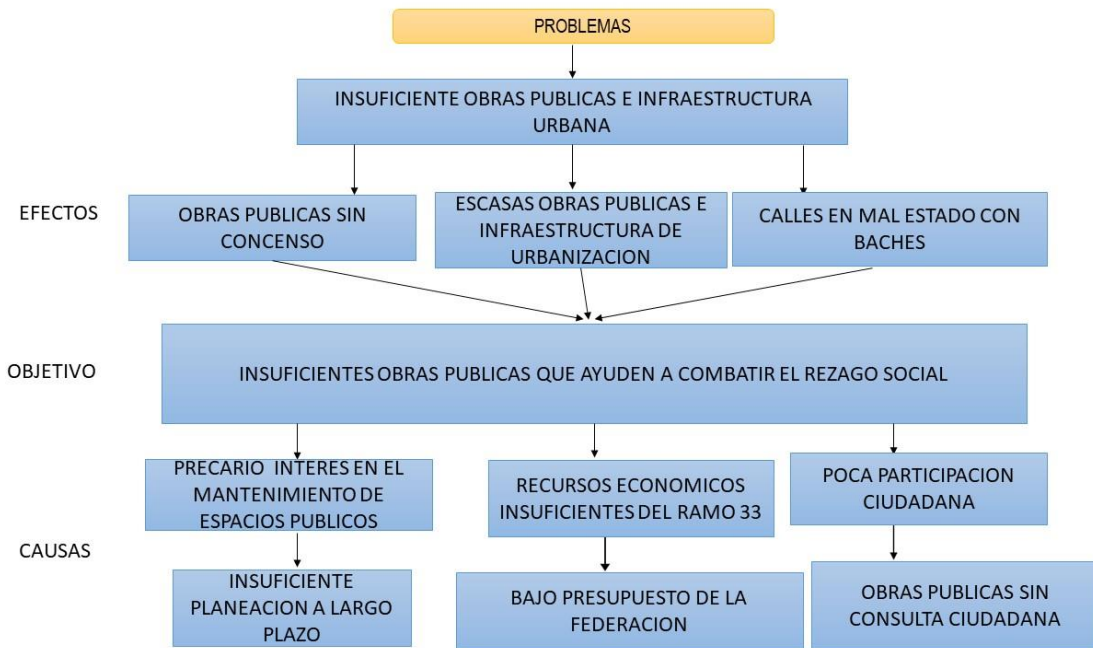 PROBLEMAS
INSUFICIENTE OBRAS PUBLICAS E INFRAESTRUCTURA
URBANA
EFECTOS
OBRAS PUBLICAS SIN
CONCENSO
ESCASAS OBRAS PUBLICAS E
INFRAESTRUCTURA DE
URBANIZACION
CALLES EN MAL ESTADO CON
BACHES
OBJETIVO
INSUFICIENTES OBRAS PUBLICAS QUE AYUDEN A COMBATIR EL REZAGO SOCIAL
CAUSAS
PRECARIO INTERES EN EL
MANTENIMIENTO DE
ESPACIOS PUBLICOS
RECURSOS ECONOMICOS
INSUFICIENTES DEL RAMO 33
POCA PARTICIPACION
CIUDADANA
INSUFICIENTE
PLANEACION A LARGO
PLAZO
BAJO PRESUPUESTO DE LA
FEDERACION
OBRAS PUBLICAS SIN
CONSULTA CIUDADANA